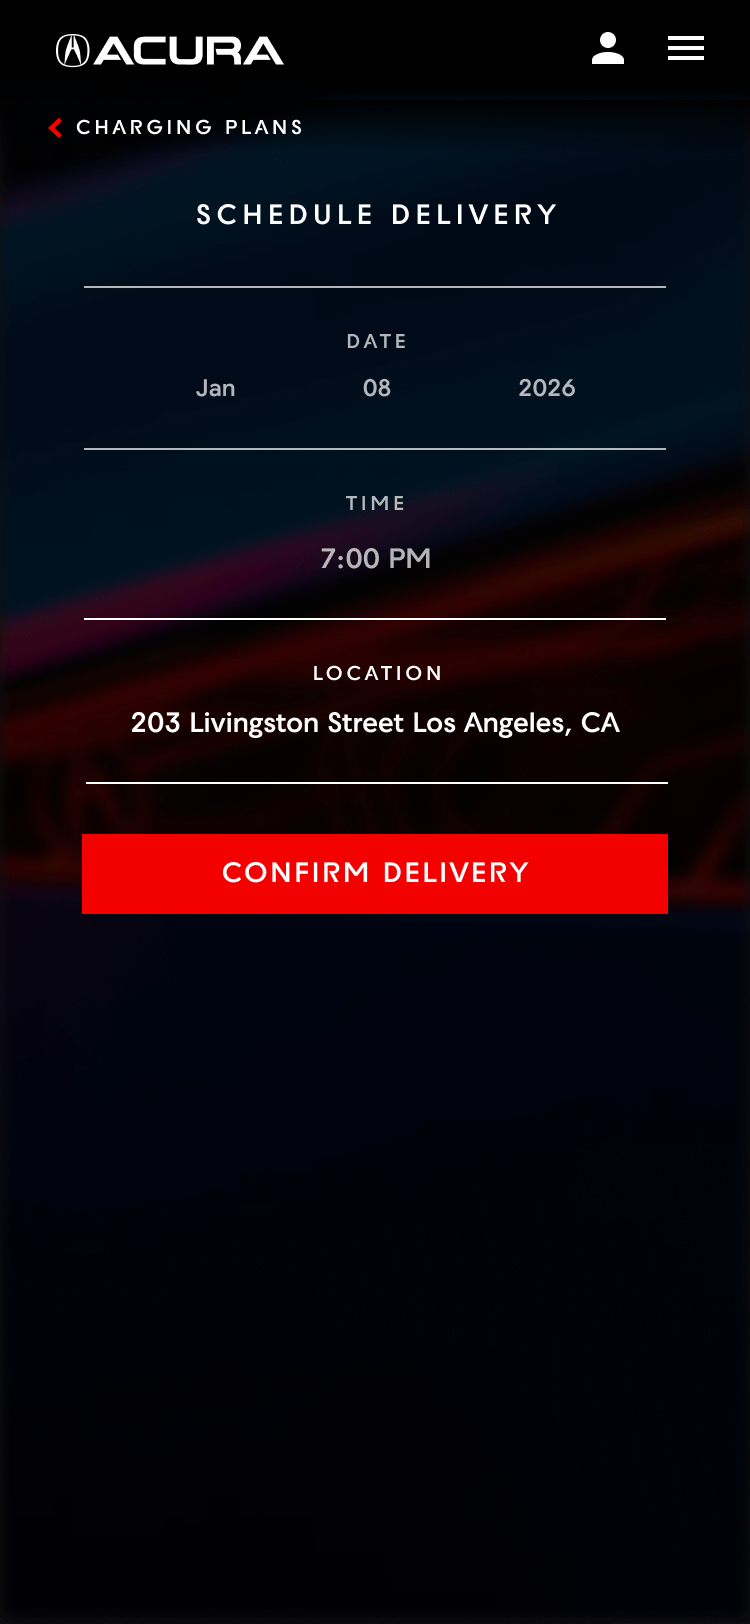 ACURA
CHARGING PLANS
SCHEDULE DELIVERY
DATE
Jan 08 2026
TIME
7:00 PM
LOCATION
203 Livingston Street Los Angeles, CA
CONFIRM DELIVERY